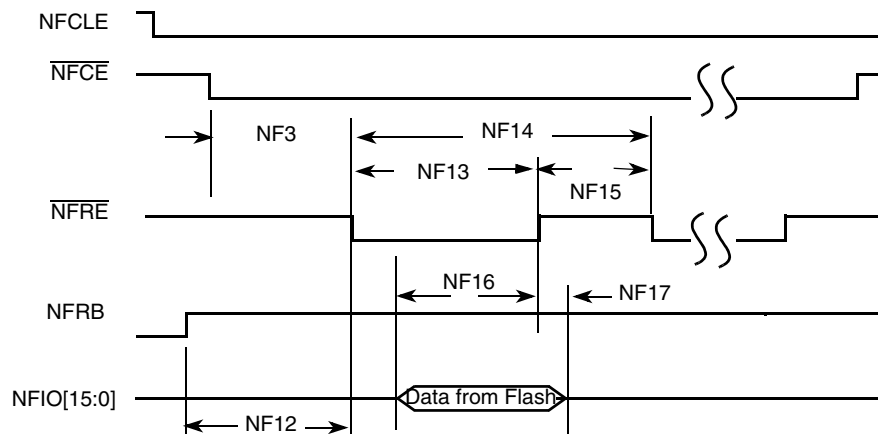 NFCLE
NFCE
NF3
NF14
NF13
NF15
NFRE
NF16
NF17
NFRB
NFIO[15:0]
Data from Flash
NF12